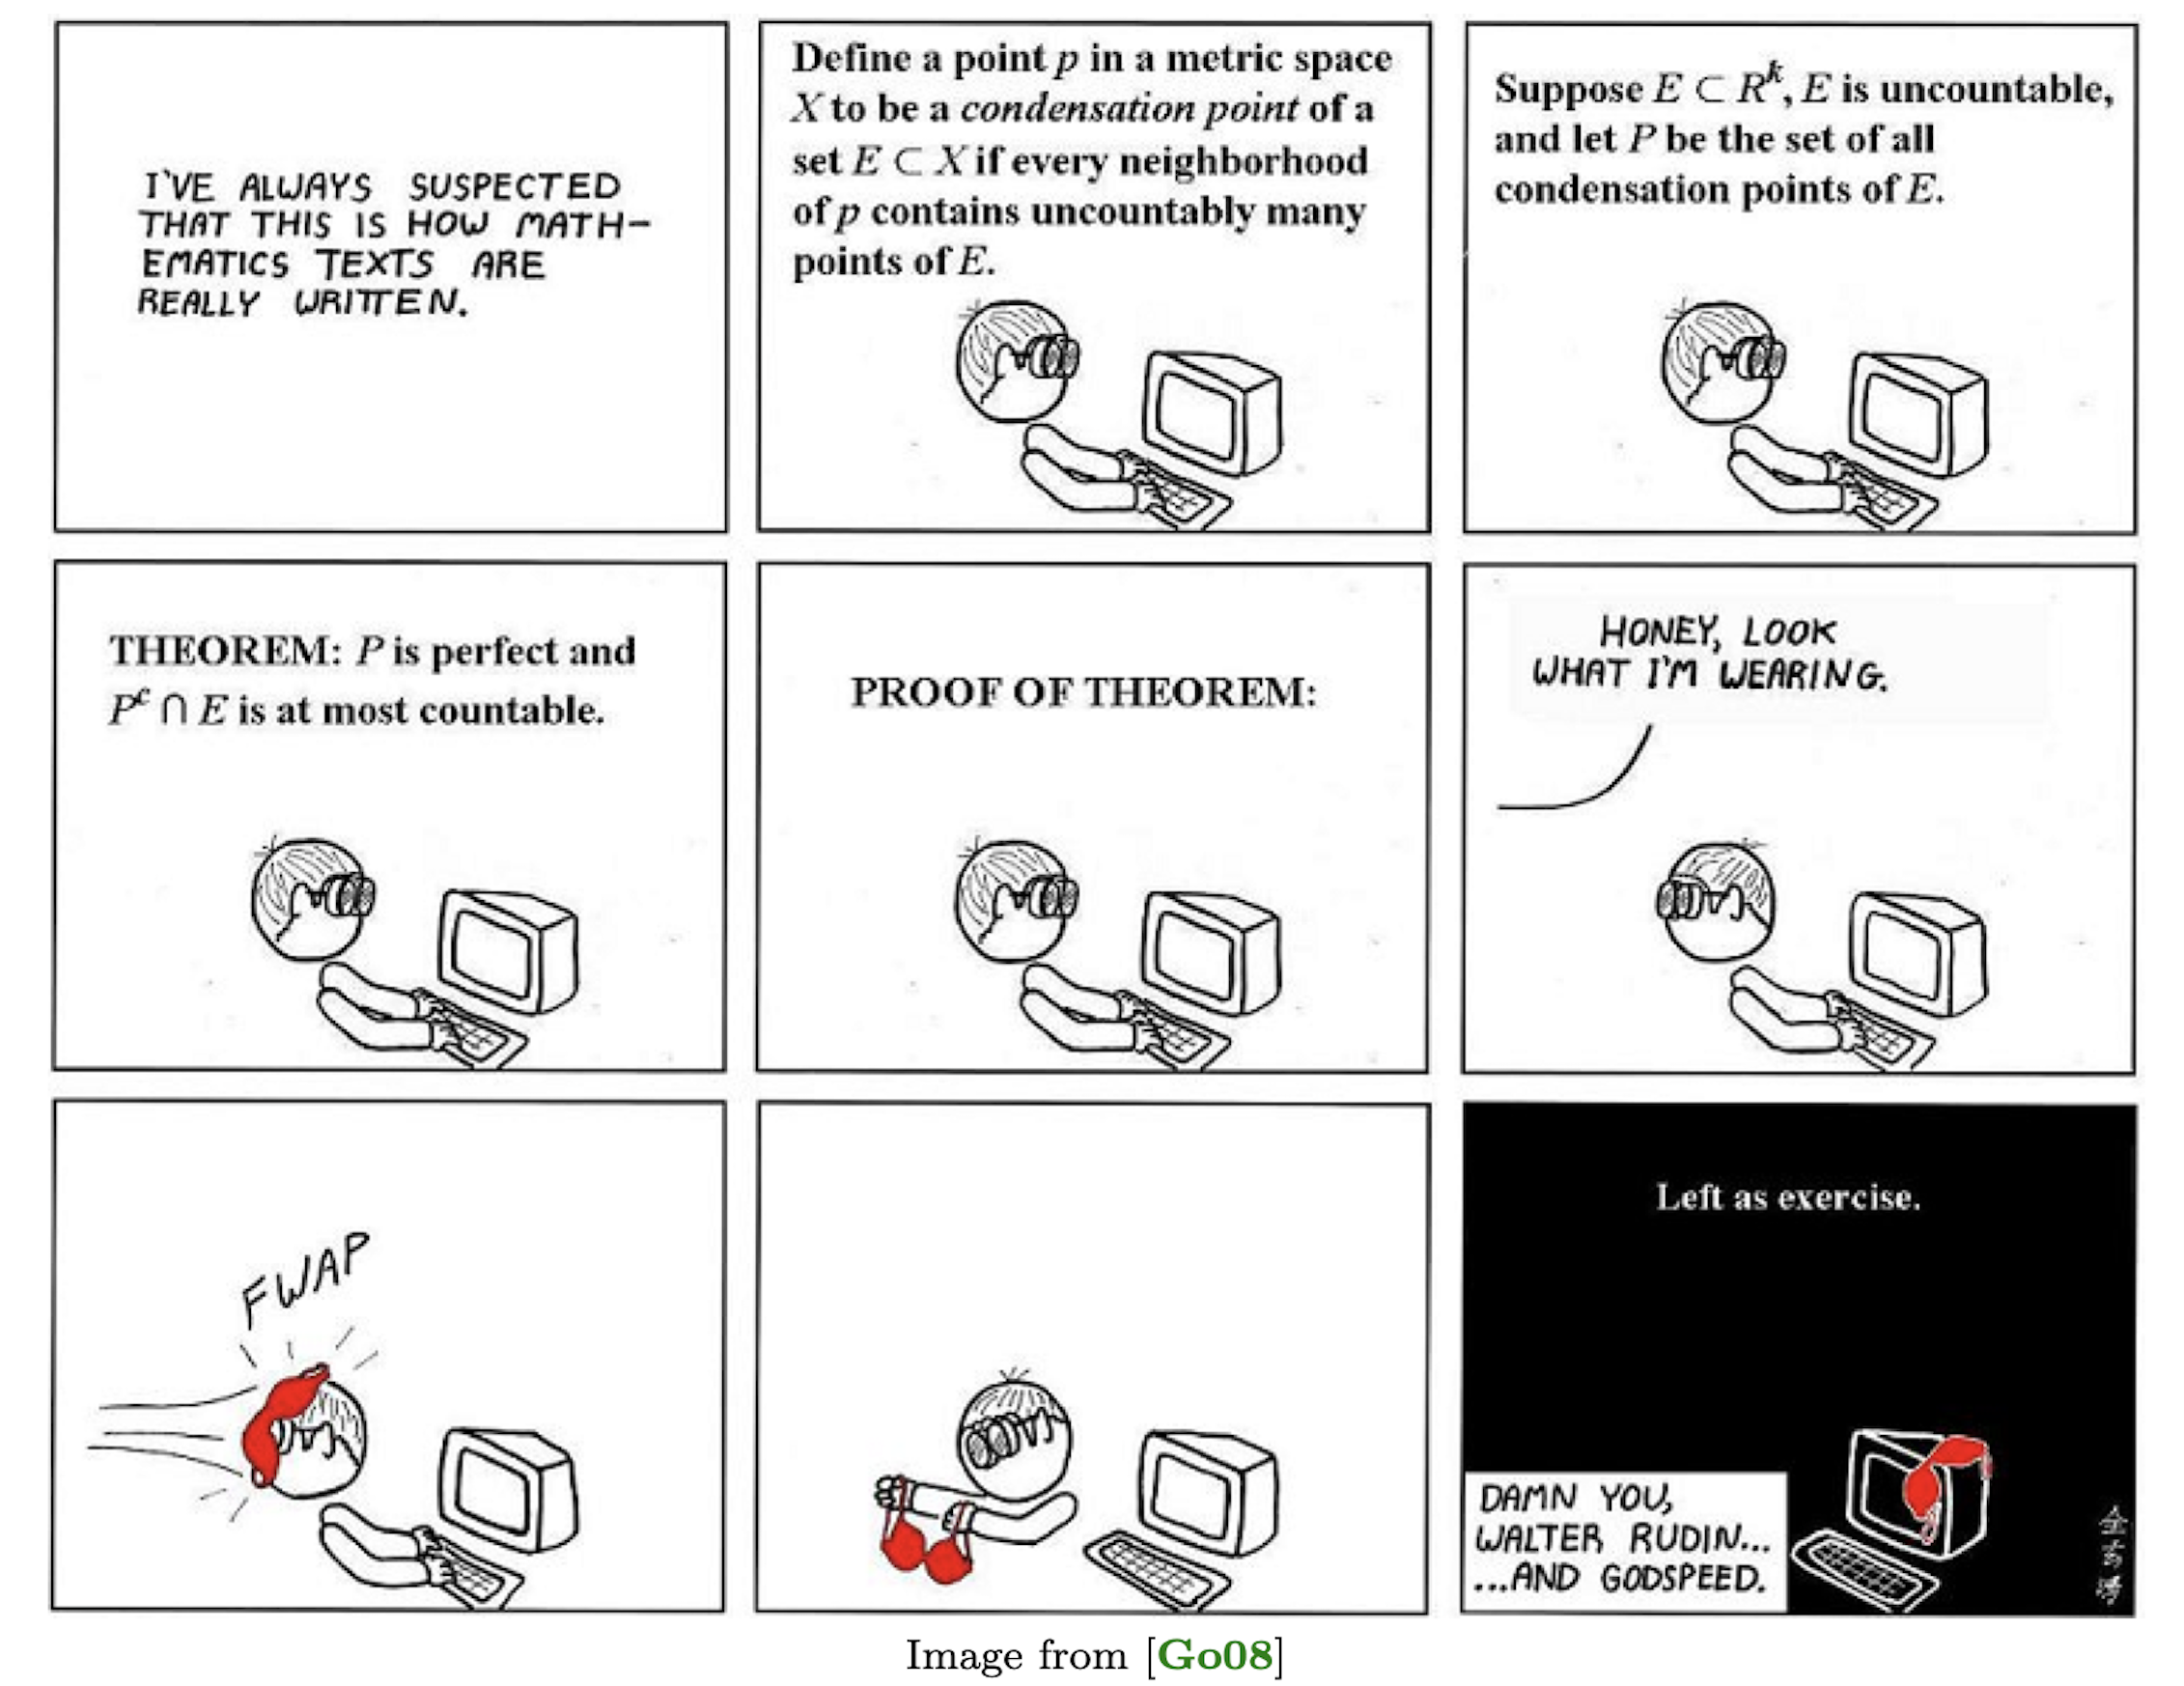 I'VE ALWAYS SUSPECTED
THAT THIS IS HOW MATH-
EMATICS TEXTS ARE
REALLY WRITTEN.
Define a point p in a metric space
X to be a condensation point of a
set E ⊂ X if every neighborhood
of p contains uncountably many
points of E.
Suppose E ⊂ R^k, E is uncountable,
and let P be the set of all
condensation points of E.
THEOREM: P is perfect and
P^c ∩ E is at most countable.
PROOF OF THEOREM:
HONEY, LOOK
WHAT I'M WEARING.
FWAP
Left as exercise.
DAMN YOU,
WALTER RUDIN...
...AND GODSPEED.
Image from [Go08]